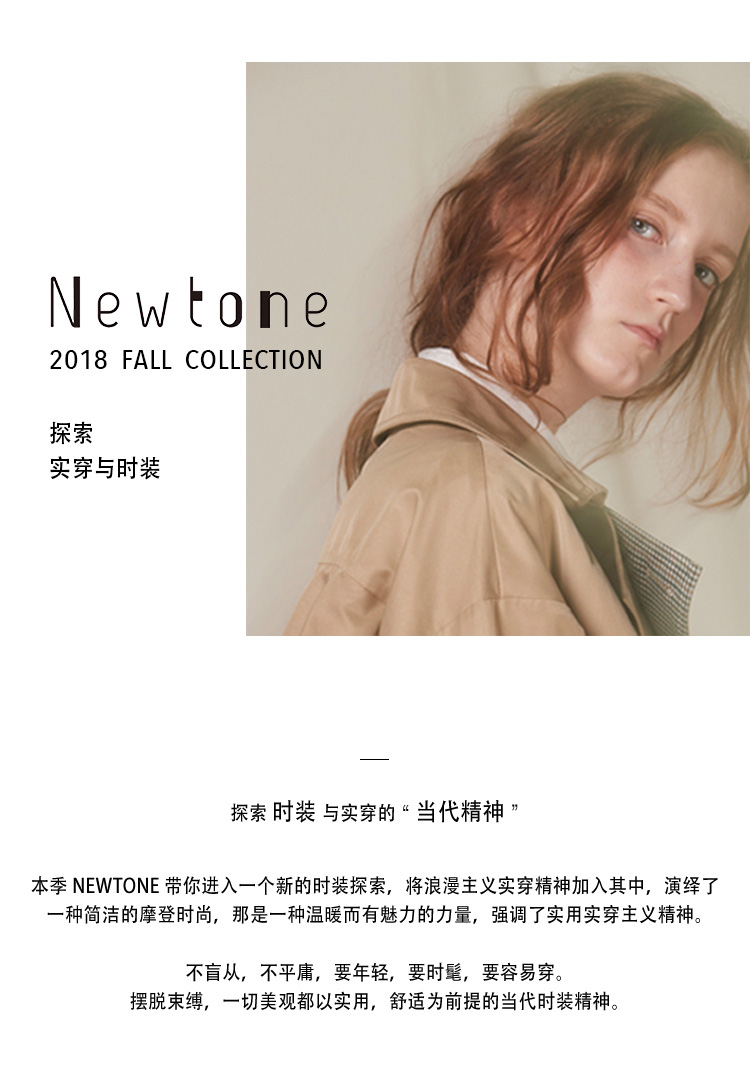 Newtone
2018 FALL COLLECTION
探索
实穿与时装
探索 时装 与实穿的 “ 当代精神 ”
本季 NEWTONE 带你进入一个新的时装探索，将浪漫主义实穿精神加入其中，演绎了
一种简洁的摩登时尚，那是一种温暖而有魅力的力量，强调了实用实穿主义精神。
不盲从，不平庸，要年轻，要时髦，要容易穿。
摆脱束缚，一切美观都以实用，舒适为前提的当代时装精神。